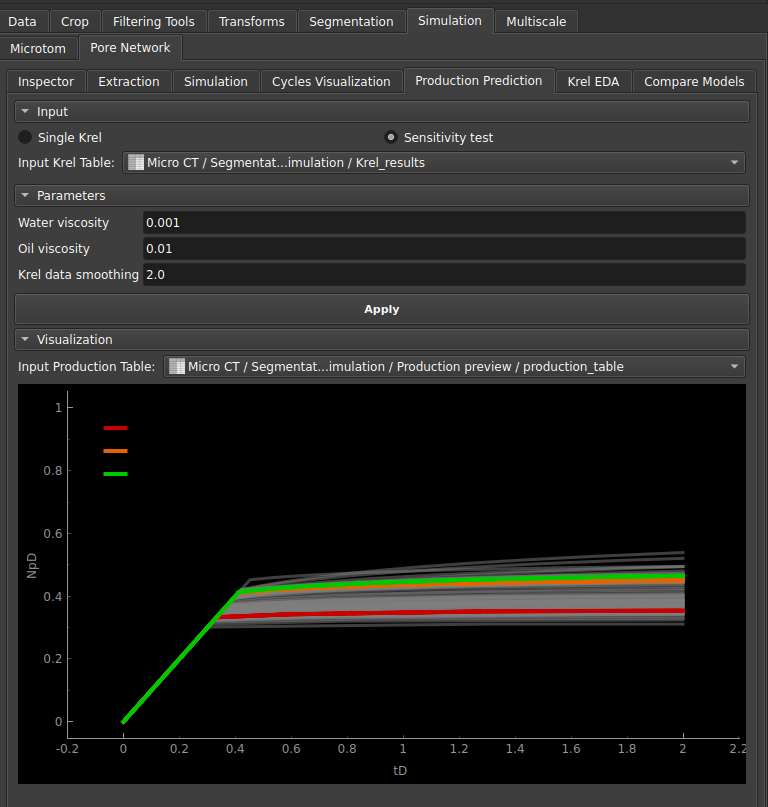 Data Crop Filtering Tools Transforms Segmentation Simulation Multiscale
Microtom Pore Network
Inspector Extraction Simulation Cycles Visualization Production Prediction Krel EDA Compare Models
Input
Single Krel Sensitivity test
Input Krel Table: Micro CT / Segmentat...imulation / Krel_results
Parameters
Water viscosity 0.001
Oil viscosity 0.01
Krel data smoothing 2.0
Apply
Visualization
Input Production Table: Micro CT / Segmentat...imulation / Production preview / production_table
1
0.8
0.6
NpD
0.4
0.2
0
-0.2 0 0.2 0.4 0.6 0.8 1 1.2 1.4 1.6 1.8 2 2.2
tD